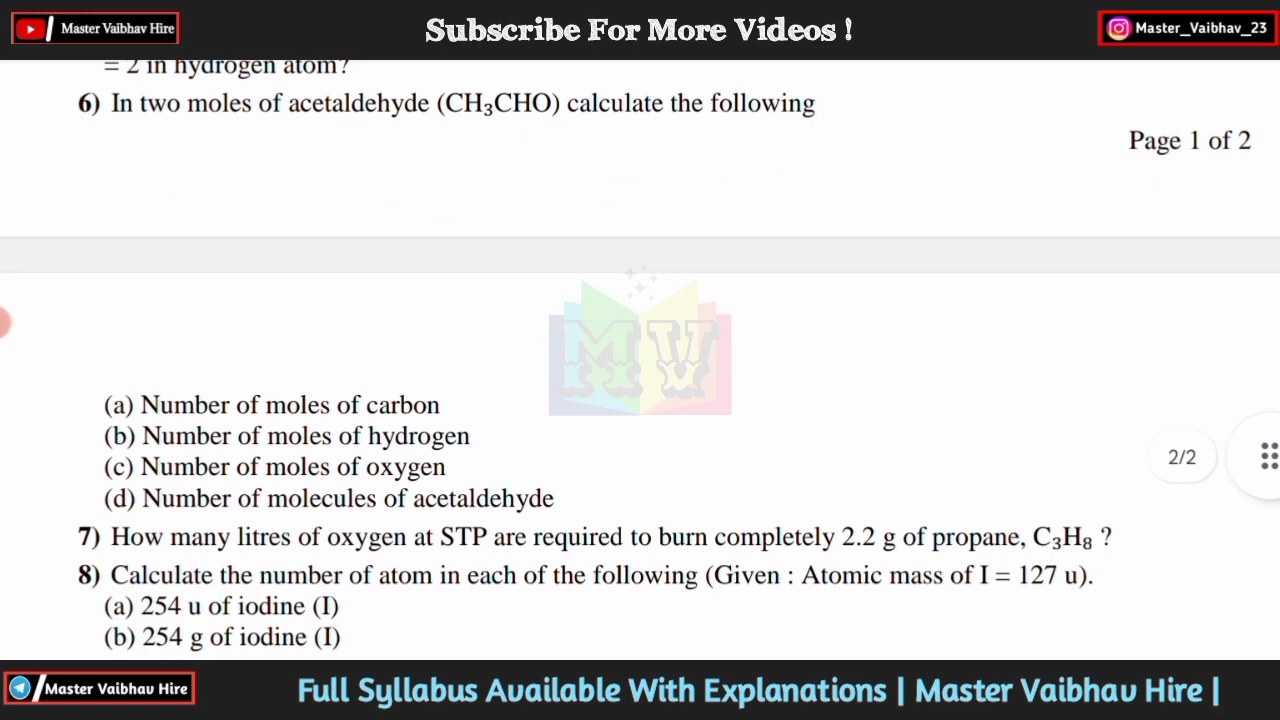 Master Vaibhav Hire
Subscribe For More Videos !
Master_Vaibhav_23
= 2 in hydrogen atom?
6) In two moles of acetaldehyde (CH₃CHO) calculate the following
Page 1 of 2
MW
(a) Number of moles of carbon
(b) Number of moles of hydrogen
2/2
(c) Number of moles of oxygen
(d) Number of molecules of acetaldehyde
7) How many litres of oxygen at STP are required to burn completely 2.2 g of propane, C₃H₈ ?
8) Calculate the number of atom in each of the following (Given : Atomic mass of I = 127 u).
(a) 254 u of iodine (I)
(b) 254 g of iodine (I)
Master Vaibhav Hire
Full Syllabus Available With Explanations | Master Vaibhav Hire |